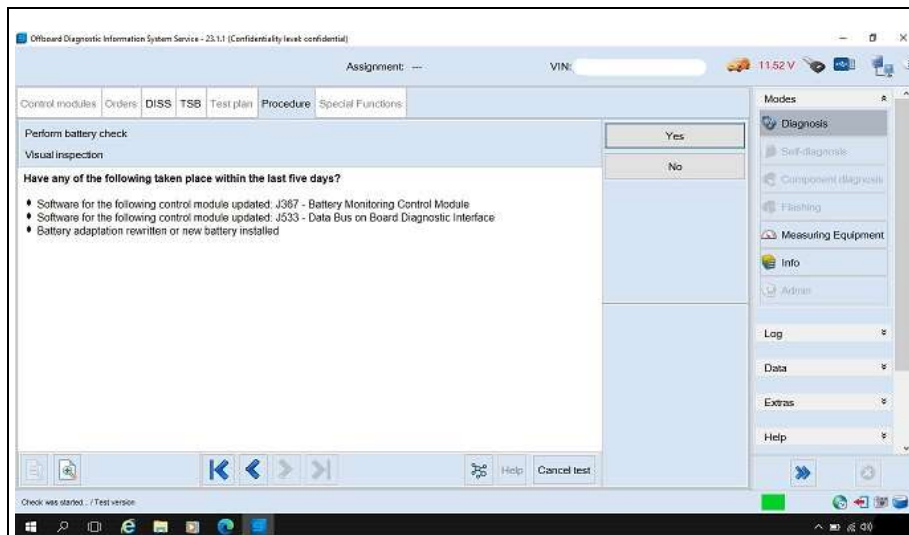 Offboard Diagnostic Information System Service - 23.1.1 (Confidentiality level: confidential)
Assignment: ---
VIN:
11.52 V
Control modules Orders DISS TSB Test plan Procedure Special Functions
Perform battery check
Visual inspection
Have any of the following taken place within the last five days?
Software for the following control module updated: J367 - Battery Monitoring Control Module
Software for the following control module updated: J533 - Data Bus on Board Diagnostic Interface
Battery adaptation rewritten or new battery installed
Yes
No
Modes
Diagnosis
Self-diagnosis
Component diagnosis
Flashing
Measuring Equipment
Info
Admin
Log
Data
Extras
Help
Help
Cancel test
Check was started... / Test version